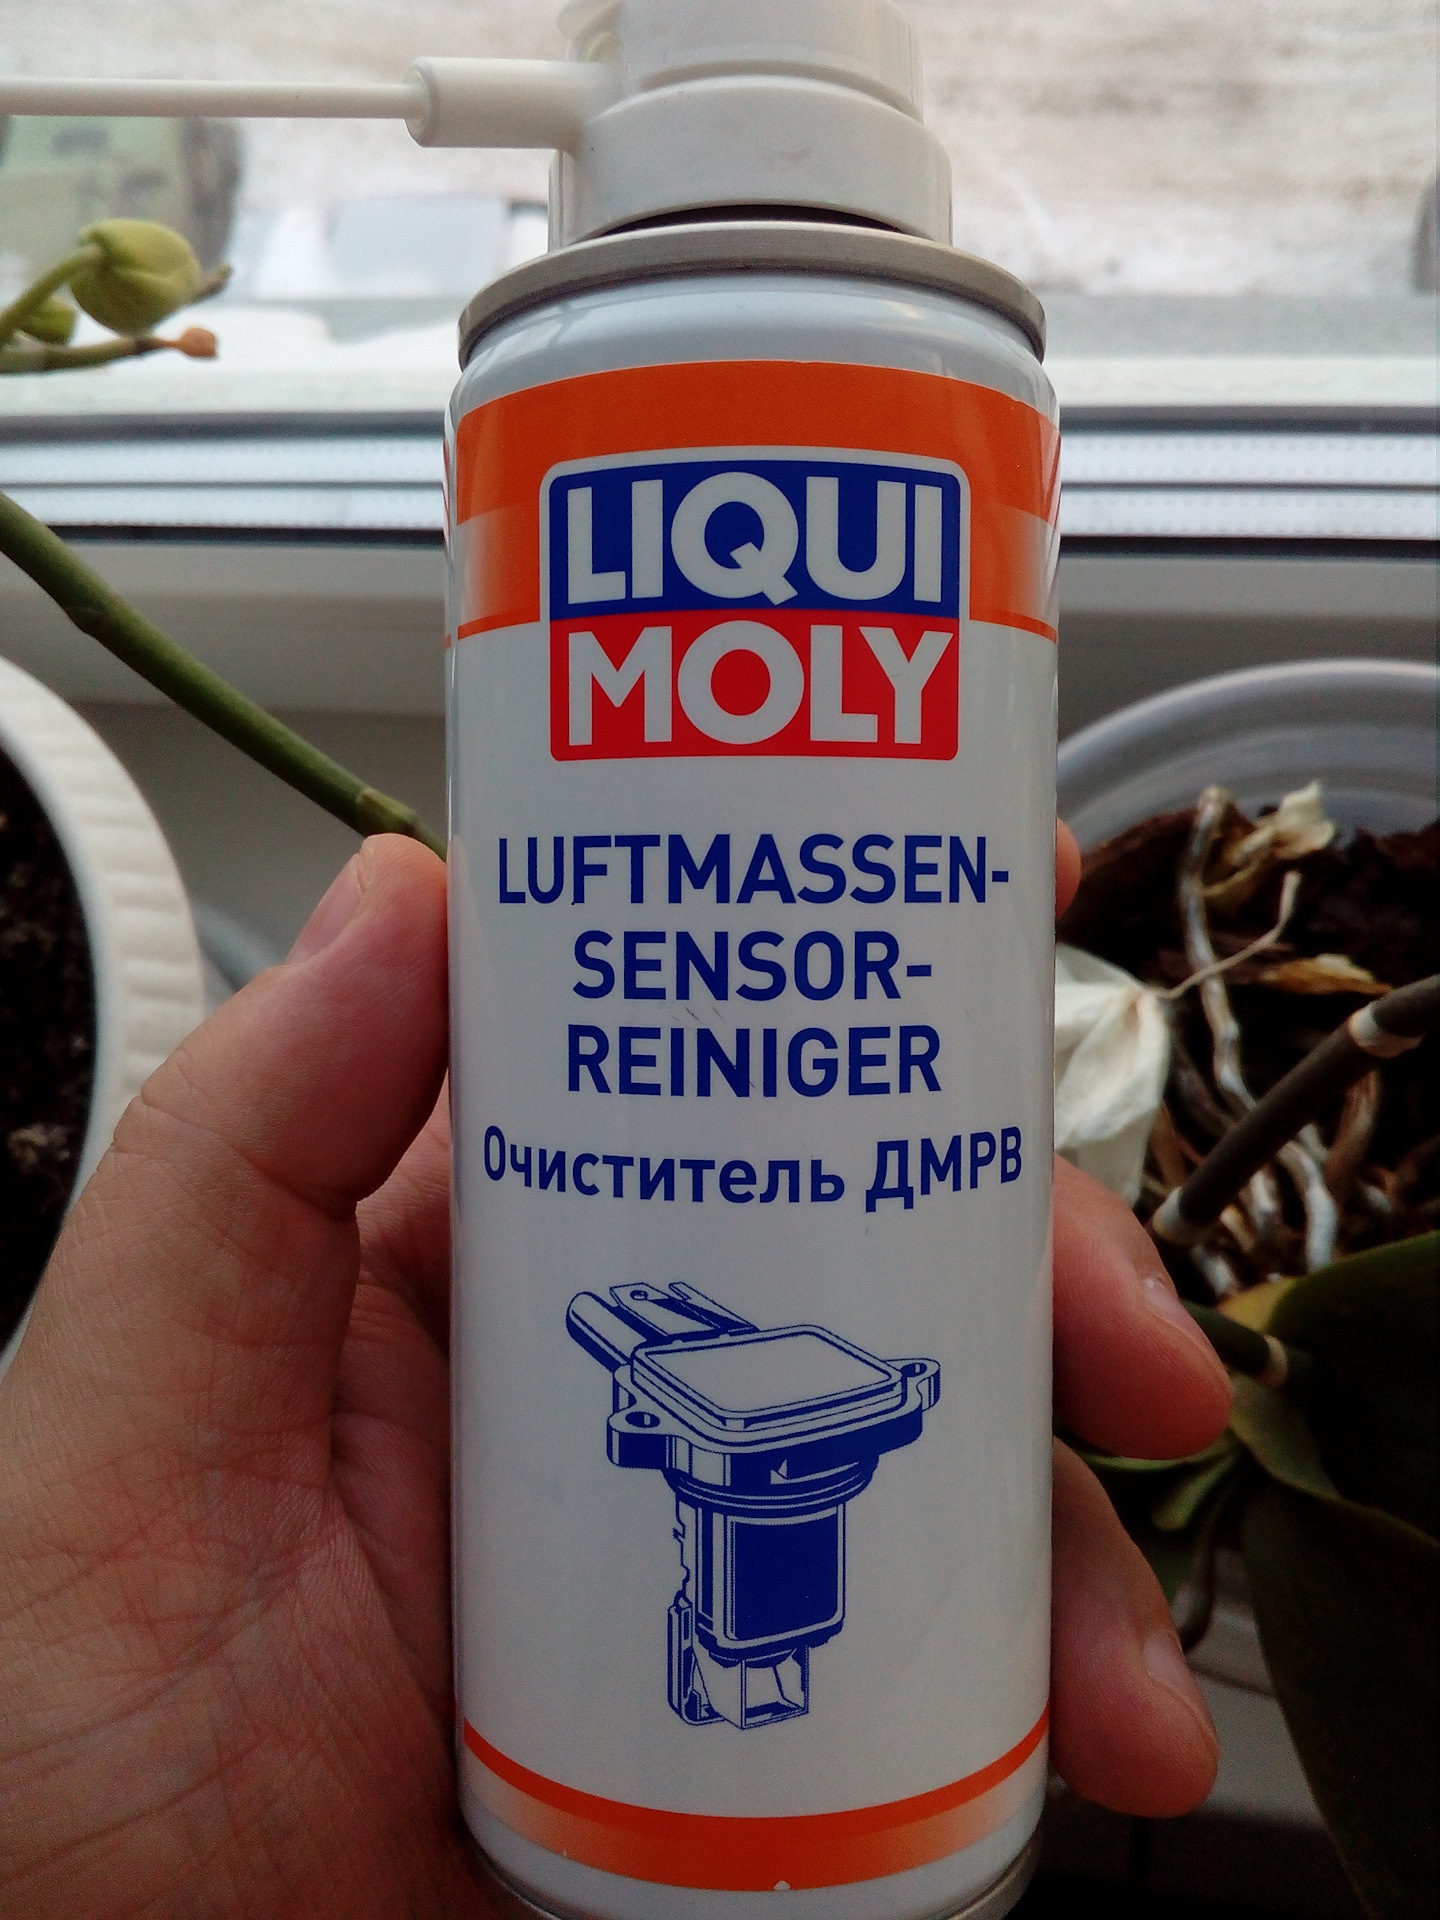 LIQUI
MOLY
LUFTMASSEN-
SENSOR-
REINIGER
Очиститель ДМРВ